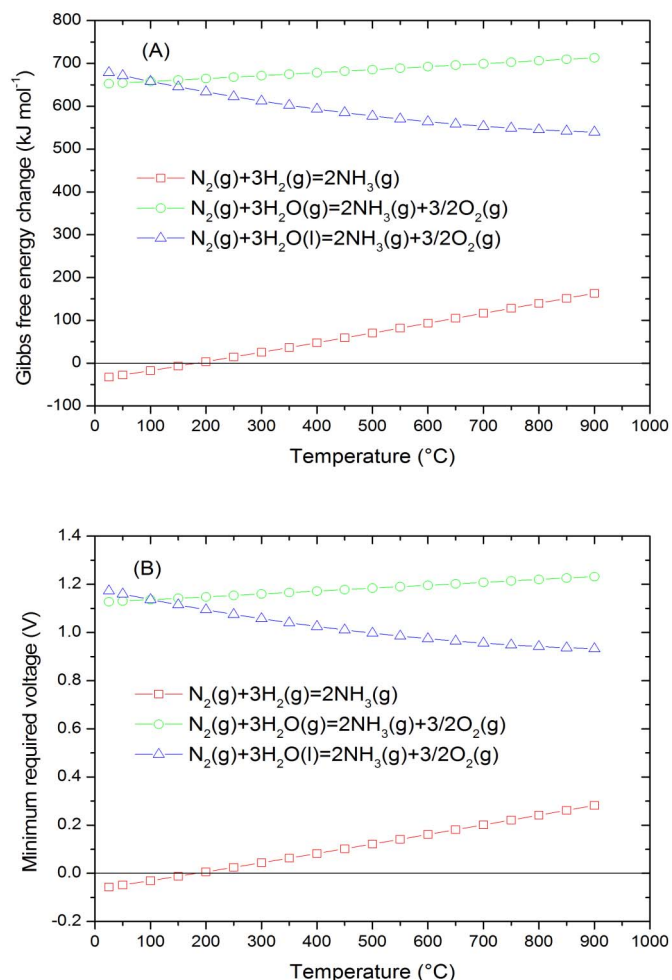 (A)
800
700
600
500
400
300
200
100
0
-100
Gibbs free energy change (kJ mol⁻¹)
N₂(g)+3H₂(g)=2NH₃(g)
N₂(g)+3H₂O(g)=2NH₃(g)+3/2O₂(g)
N₂(g)+3H₂O(l)=2NH₃(g)+3/2O₂(g)
0 100 200 300 400 500 600 700 800 900 1000
Temperature (°C)
(B)
1.4
1.2
1.0
0.8
0.6
0.4
0.2
0.0
-0.2
Minimum required voltage (V)
N₂(g)+3H₂(g)=2NH₃(g)
N₂(g)+3H₂O(g)=2NH₃(g)+3/2O₂(g)
N₂(g)+3H₂O(l)=2NH₃(g)+3/2O₂(g)
0 100 200 300 400 500 600 700 800 900 1000
Temperature (°C)